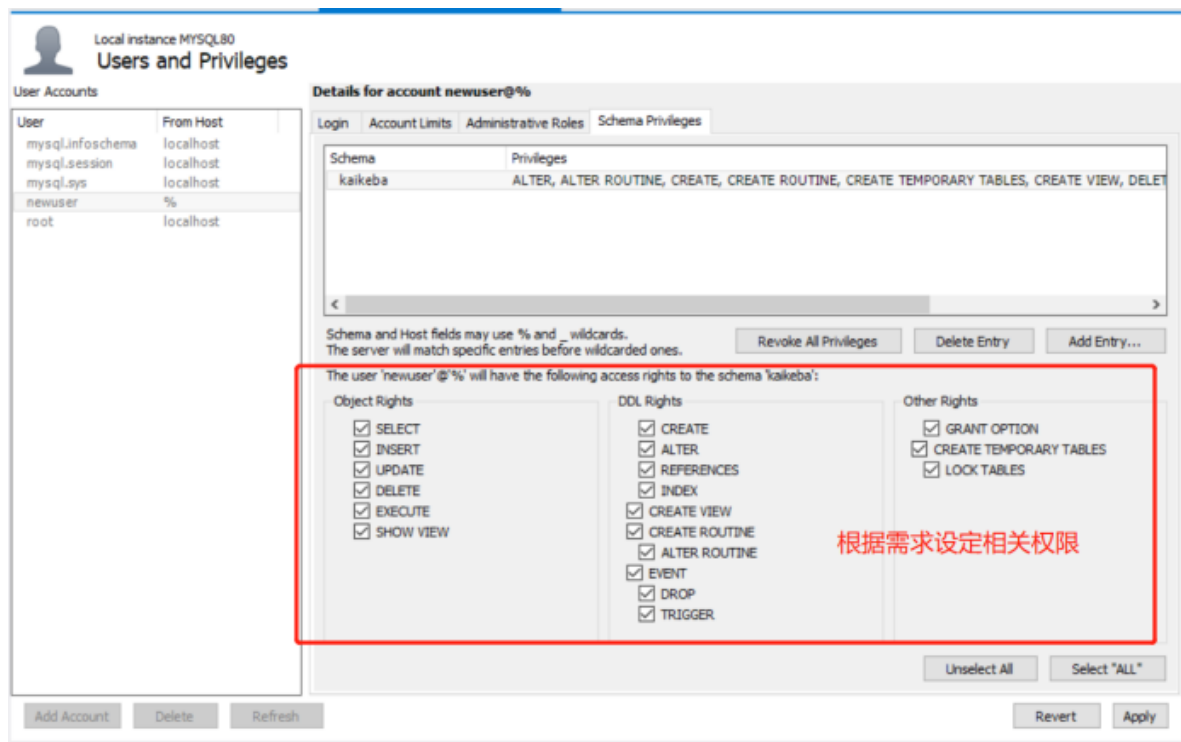 Local instance MYSQL80
Users and Privileges
User Accounts
User From Host
mysql.infoschema localhost
mysql.session localhost
mysql.sys localhost
newuser %
root localhost
Details for account newuser@%
Login Account Limits Administrative Roles Schema Privileges
Schema Privileges
kaikeba ALTER, ALTER ROUTINE, CREATE, CREATE ROUTINE, CREATE TEMPORARY TABLES, CREATE VIEW, DELET
Schema and Host fields may use % and _ wildcards.
The server will match specific entries before wildcarded ones.
Revoke All Privileges Delete Entry Add Entry...
The user 'newuser'@'%' will have the following access rights to the schema 'kaikeba':
Object Rights
SELECT
INSERT
UPDATE
DELETE
EXECUTE
SHOW VIEW
DDL Rights
CREATE
ALTER
REFERENCES
INDEX
CREATE VIEW
CREATE ROUTINE
ALTER ROUTINE
EVENT
DROP
TRIGGER
Other Rights
GRANT OPTION
CREATE TEMPORARY TABLES
LOCK TABLES
根据需求设定相关权限
Unselect All Select "ALL"
Add Account Delete Refresh Revert Apply